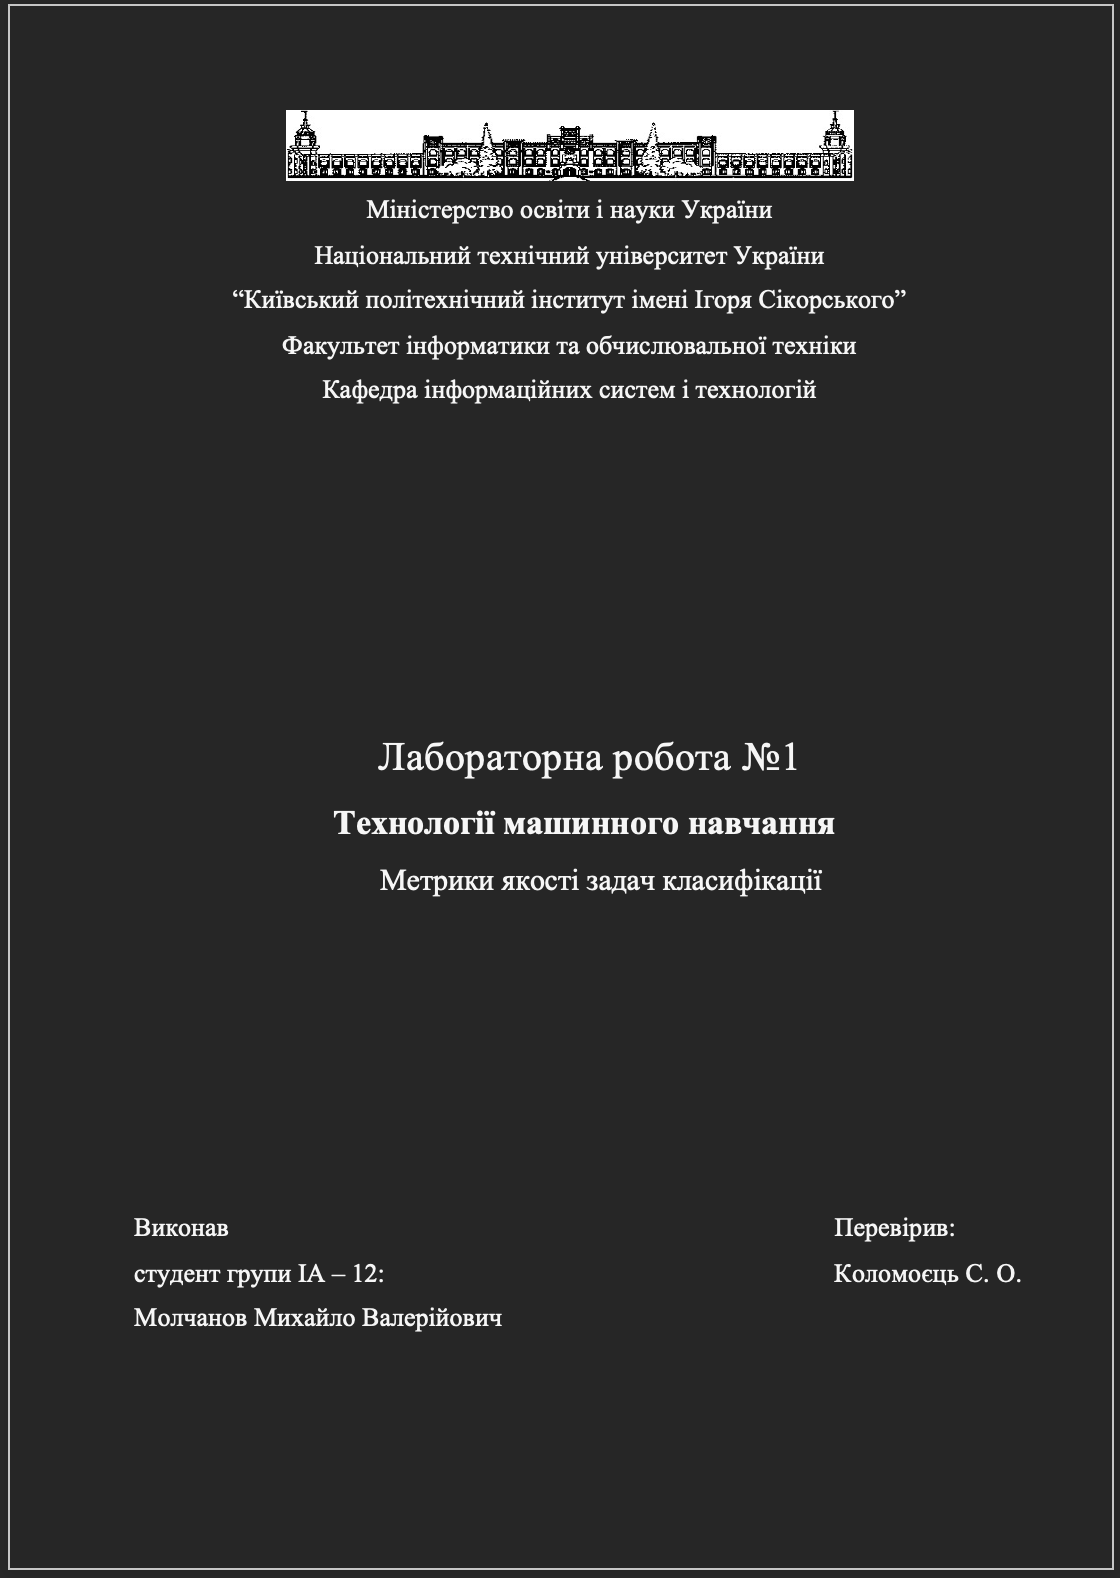 Міністерство освіти і науки України
Національний технічний університет України
“Київський політехнічний інститут імені Ігоря Сікорського”
Факультет інформатики та обчислювальної техніки
Кафедра інформаційних систем і технологій
Лабораторна робота №1
Технології машинного навчання
Метрики якості задач класифікації
Виконав
студент групи ІА – 12:
Молчанов Михайло Валерійович
Перевірив:
Коломоєць С. О.